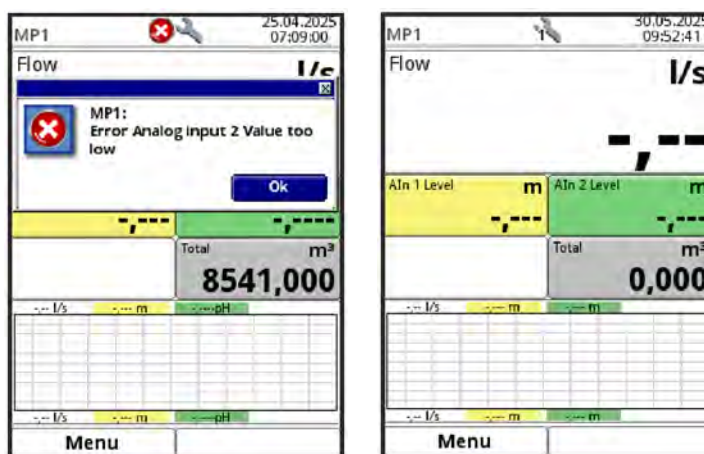 MP1
25.04.2025
07:09:00
Flow
l/s
MP1:
Error Analog input 2 Value too
low
Ok
-,---
-,----
Total
m³
8541,000
-,-- l/s
-,--- m
-,----pH
-,-- l/s
-,--- m
-,----pH
Menu
MP1
1
30.05.2025
09:52:41
Flow
l/s
-,--
AIn 1 Level
m
AIn 2 Level
m
-,---
-,---
Total
m³
0,000
-,-- l/s
-,--- m
-,--- m
-,-- l/s
-,--- m
-,--- m
Menu